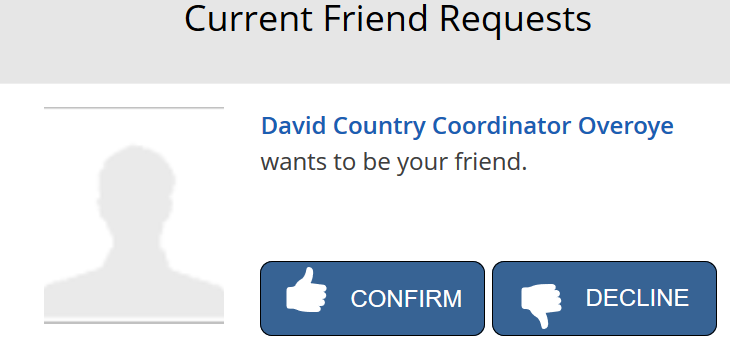 Current Friend Requests
David Country Coordinator Overoye
wants to be your friend.
CONFIRM
DECLINE